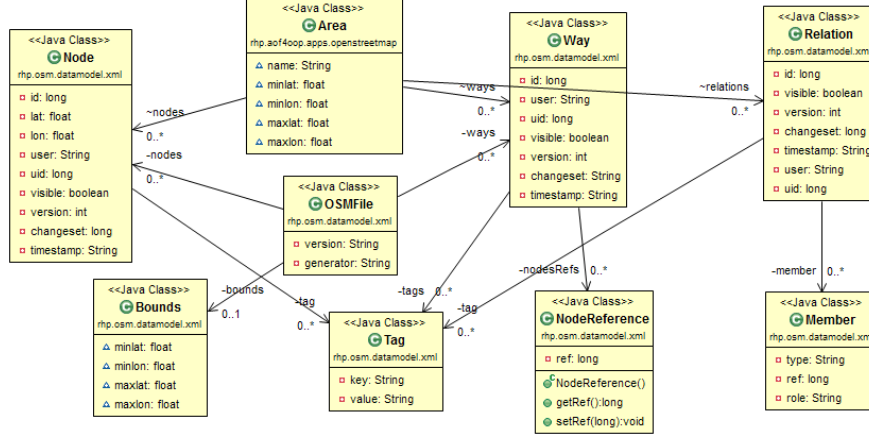 <<Java Class>>
Node
rhp.osm.datamodel.xml
id: long
lat: float
lon: float
user: String
uid: long
visible: boolean
version: int
changeset: long
timestamp: String
<<Java Class>>
Area
rhp.aof4oop.apps.openstreetmap
name: String
minlat: float
minlon: float
maxlat: float
maxlon: float
<<Java Class>>
Way
rhp.osm.datamodel.xml
id: long
user: String
uid: long
visible: boolean
version: int
changeset: String
timestamp: String
<<Java Class>>
Relation
rhp.osm.datamodel.xml
id: long
visible: boolean
version: int
changeset: long
timestamp: String
user: String
uid: long
~nodes
0..*
-nodes
0..*
~ways
0..*
-ways
0..*
~relations
0..*
<<Java Class>>
OSMFile
rhp.osm.datamodel.xml
version: String
generator: String
-bounds
0..1
-tag
0..*
-tags
0..*
-nodesRefs
0..*
-tag
0..*
-member
0..*
<<Java Class>>
Bounds
rhp.osm.datamodel.xml
minlat: float
minlon: float
maxlat: float
maxlon: float
<<Java Class>>
Tag
rhp.osm.datamodel.xml
key: String
value: String
<<Java Class>>
NodeReference
rhp.osm.datamodel.xml
ref: long
NodeReference()
getRef():long
setRef(long):void
<<Java Class>>
Member
rhp.osm.datamodel.xml
type: String
ref: long
role: String